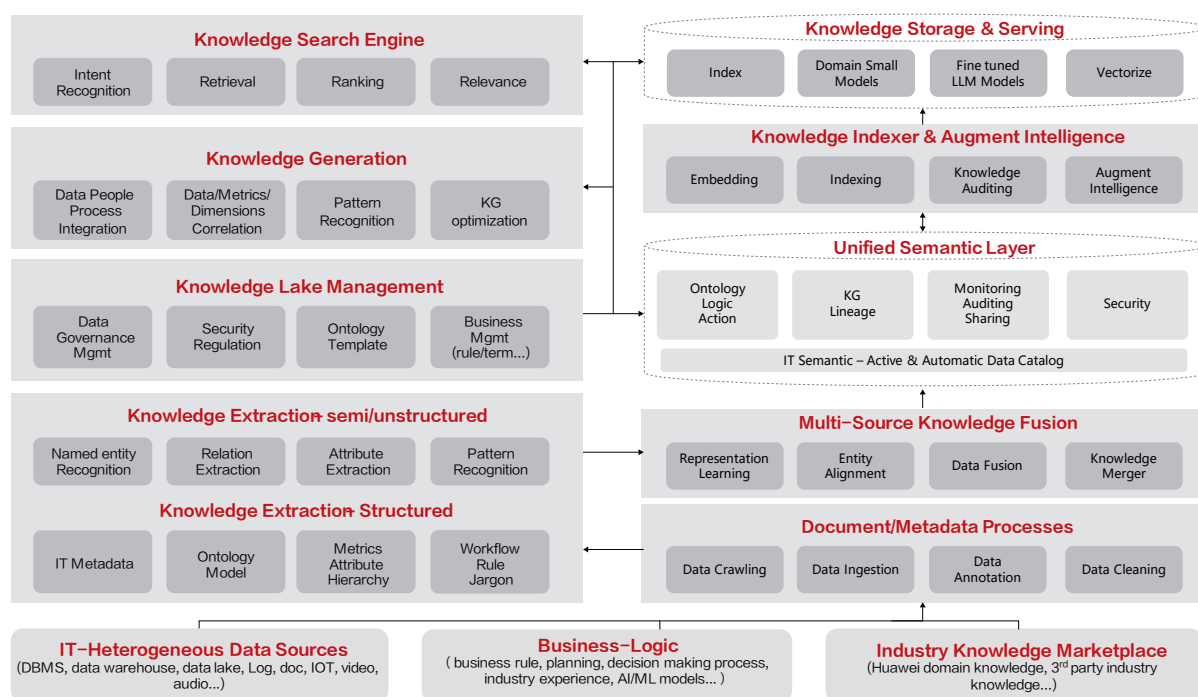 Knowledge Search Engine
Intent
Recognition
Retrieval
Ranking
Relevance
Knowledge Generation
Data People
Process
Integration
Data/Metrics/
Dimensions
Correlation
Pattern
Recognition
KG
optimization
Knowledge Lake Management
Data
Governance
Mgmt
Security
Regulation
Ontology
Template
Business
Mgmt
(rule/term...)
Knowledge Extraction- semi/unstructured
Named entity
Recognition
Relation
Extraction
Attribute
Extraction
Pattern
Recognition
Knowledge Extraction- Structured
IT Metadata
Ontology
Model
Metrics
Attribute
Hierarchy
Workflow
Rule
Jargon
Knowledge Storage & Serving
Index
Domain Small
Models
Fine tuned
LLM Models
Vectorize
Knowledge Indexer & Augment Intelligence
Embedding
Indexing
Knowledge
Auditing
Augment
Intelligence
Unified Semantic Layer
Ontology
Logic
Action
KG
Lineage
Monitoring
Auditing
Sharing
Security
IT Semantic – Active & Automatic Data Catalog
Multi-Source Knowledge Fusion
Representation
Learning
Entity
Alignment
Data Fusion
Knowledge
Merger
Document/Metadata Processes
Data Crawling
Data Ingestion
Data
Annotation
Data Cleaning
IT-Heterogeneous Data Sources
(DBMS, data warehouse, data lake, Log, doc, IOT, video,
audio...)
Business-Logic
( business rule, planning, decision making process,
industry experience, AI/ML models... )
Industry Knowledge Marketplace
(Huawei domain knowledge, 3rd party industry
knowledge...)